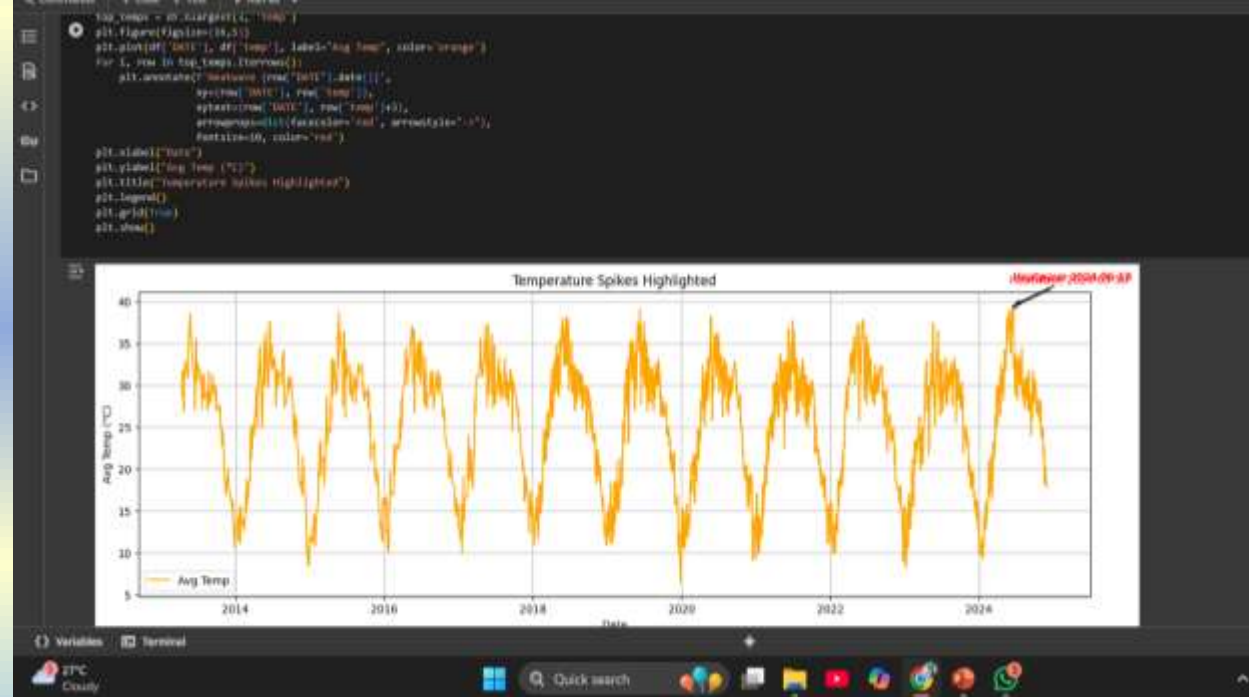 top_temps = df.nlargest(3, 'temp')
plt.figure(figsize=(16,5))
plt.plot(df['DATE'], df['temp'], label="Avg Temp", color='orange')
for i, row in top_temps.iterrows():
plt.annotate(f'Heatwave {row["DATE"].date()}',
xy=(row['DATE'], row['temp']),
xytext=(row['DATE'], row['temp']+3),
arrowprops=dict(facecolor='red', arrowstyle="->"),
fontsize=10, color='red')
plt.xlabel("Date")
plt.ylabel("Avg Temp (°C)")
plt.title("Temperature Spikes Highlighted")
plt.legend()
plt.grid(True)
plt.show()
Temperature Spikes Highlighted
40
35
30
25
20
15
10
5
Avg Temp (°C)
Avg Temp
2014
2016
2018
2020
2022
2024
Date
{} Variables
Terminal
27°C
Cloudy
Quick search